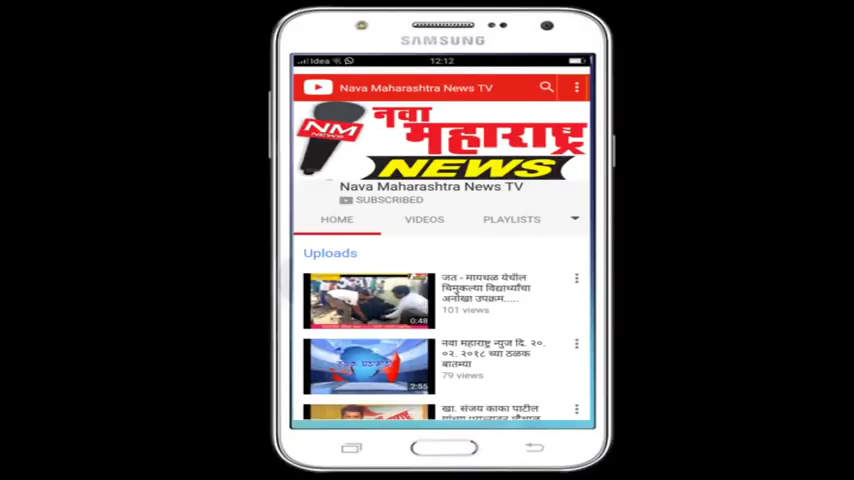 SAMSUNG
Idea
12:12
Nava Maharashtra News TV
NM
NEWS
नवा
महाराष्ट्र
NEWS
Nava Maharashtra News TV
SUBSCRIBED
HOME VIDEOS PLAYLISTS
Uploads
जत - मायथळ येथील
चिमुकल्या विद्यार्थ्यांचा
अनोखा उपक्रम.....
101 views
0:48
नवा महाराष्ट्र न्युज दि. २०.
०२. २०१८ च्या ठळक
बातम्या
79 views
2:55
खा. संजय काका पाटील